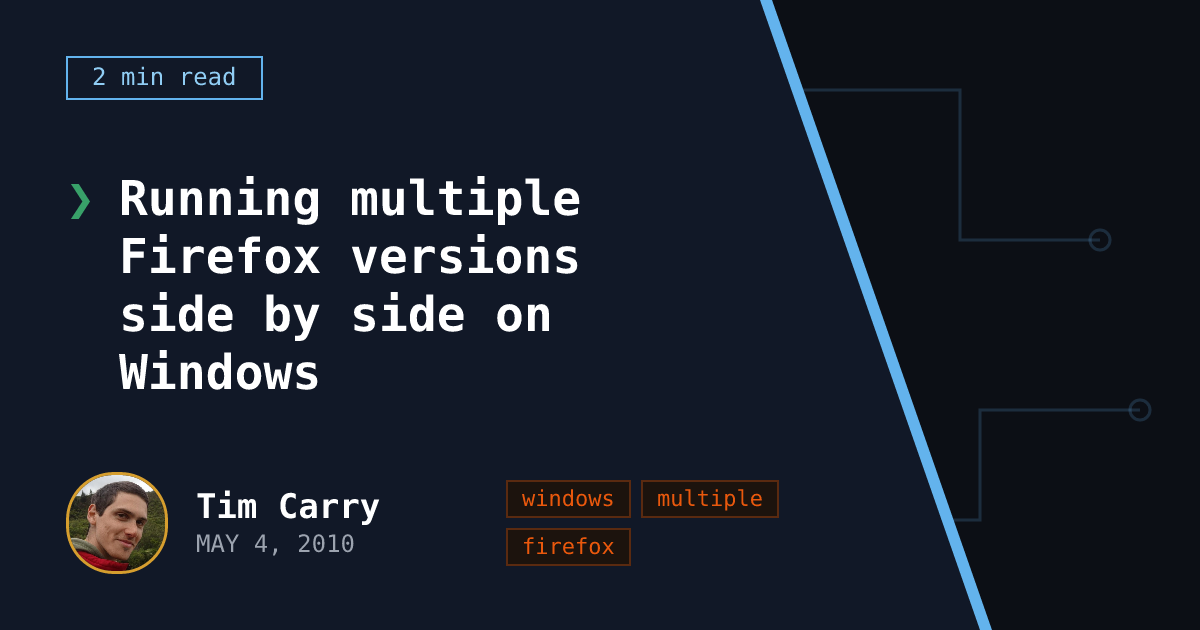 2 min read
❯ Running multiple
Firefox versions
side by side on
Windows
Tim Carry
MAY 4, 2010
windows multiple
firefox